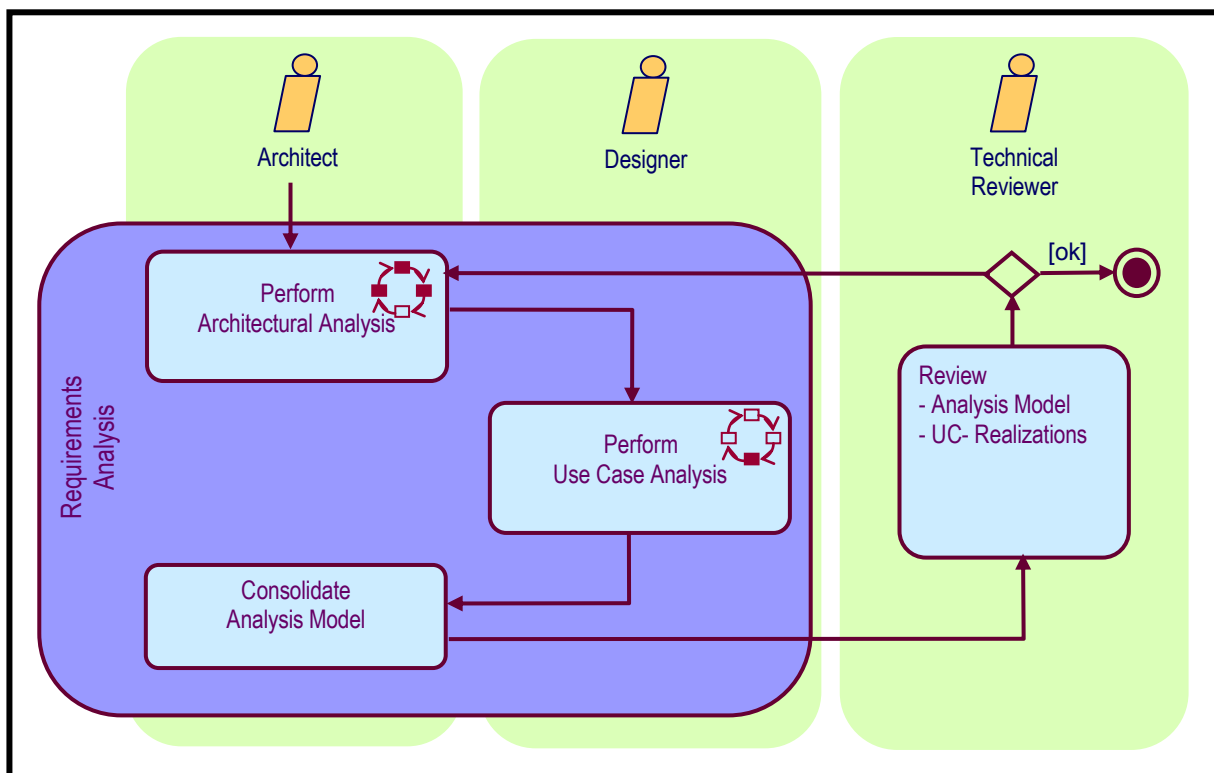 Architect
Designer
Technical
Reviewer
[ok]
Perform
Architectural Analysis
Requirements
Analysis
Perform
Use Case Analysis
Review
- Analysis Model
- UC- Realizations
Consolidate
Analysis Model